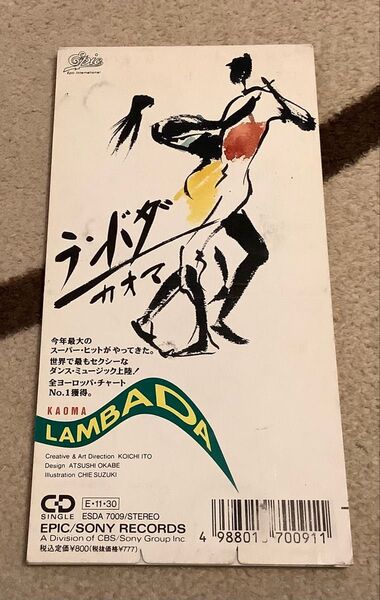 Epic
Epic International
ランバダ
カオマ
今年最大の
スーパー・ヒットがやってきた。
世界で最もセクシーな
ダンス・ミュージック上陸!
全ヨーロッパ・チャート
No.1獲得。
KAOMA
LAMBADA
Creative & Art Direction KOICHI ITO
Design ATSUSHI OKABE
Illustration CHIE SUZUKI
CD
SINGLE
E・11・30
ESDA 7009/STEREO
EPIC/SONY RECORDS
A Division of CBS/Sony Group Inc
税込定価¥800(税抜価格¥777)
4 988010 700911